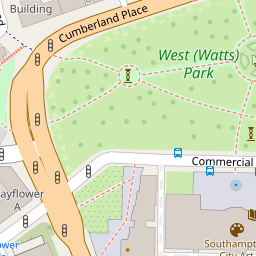 Building
Cumberland Place
West (Watts)
Park
Commercial
ayflower
A
ower
Southampt
City Art